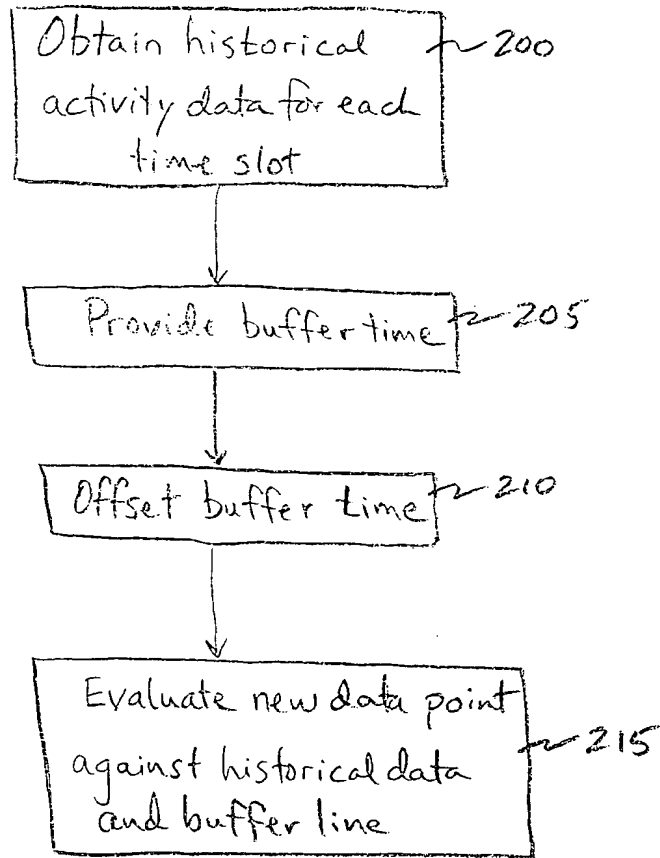 Obtain historical 200
activity data for each
time slot
Provide buffer time 205
Offset buffer time 210
Evaluate new data point
against historical data 215
and buffer line